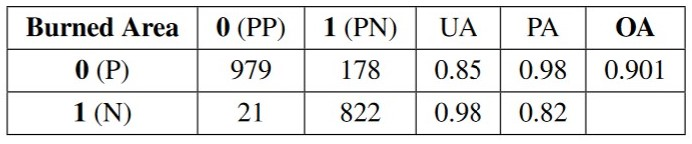 Burned Area 0 (PP) 1 (PN) UA PA OA
0 (P) 979 178 0.85 0.98 0.901
1 (N) 21 822 0.98 0.82